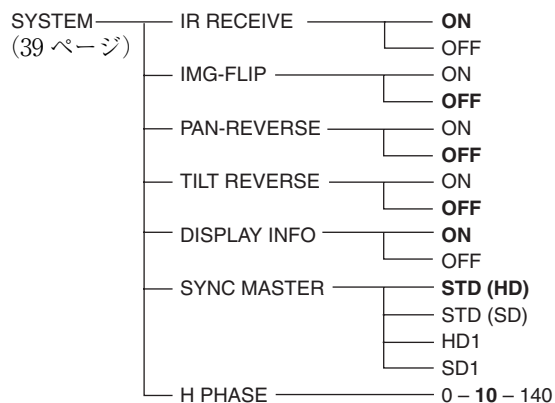 SYSTEM IR RECEIVE ON
(39 ページ) OFF
IMG-FLIP ON
OFF
PAN-REVERSE ON
OFF
TILT REVERSE ON
OFF
DISPLAY INFO ON
OFF
SYNC MASTER STD (HD)
STD (SD)
HD1
SD1
H PHASE 0 – 10 – 140